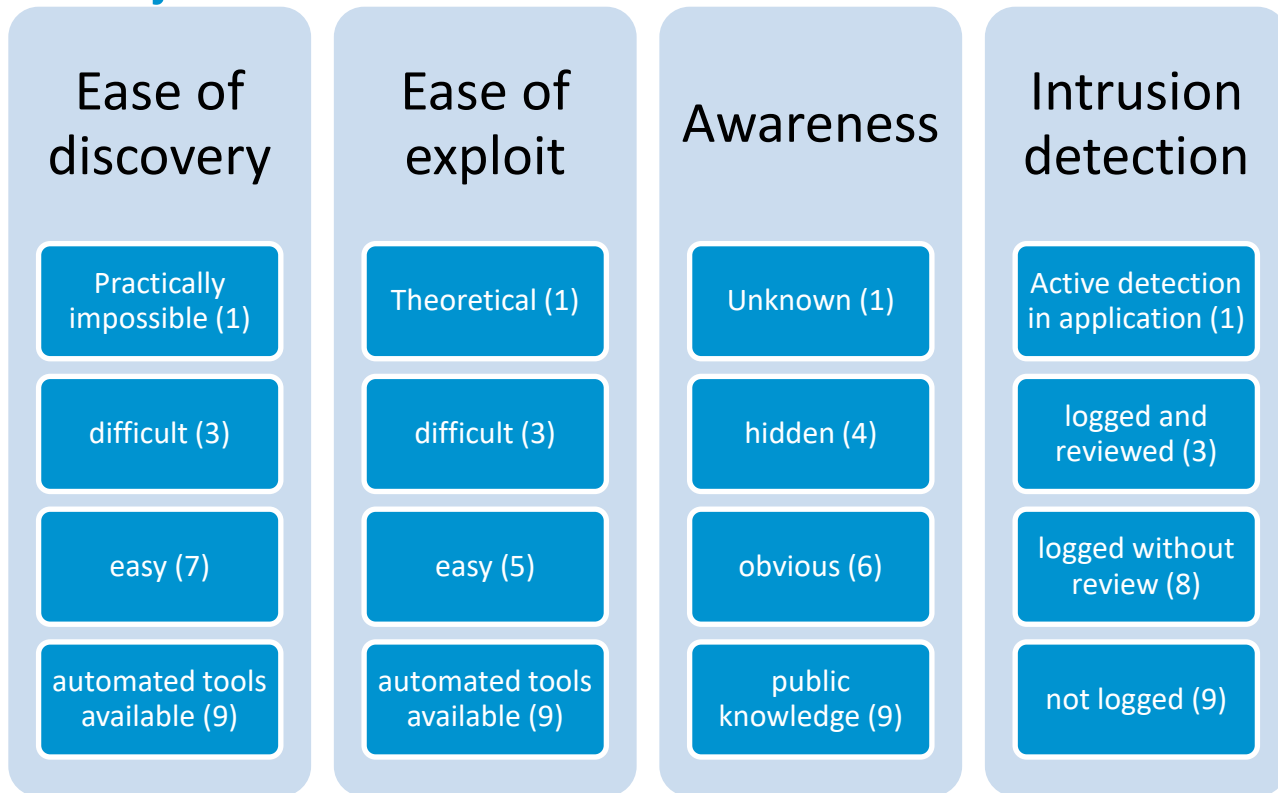 Ease of
discovery
Practically
impossible (1)
difficult (3)
easy (7)
automated tools
available (9)
Ease of
exploit
Theoretical (1)
difficult (3)
easy (5)
automated tools
available (9)
Awareness
Unknown (1)
hidden (4)
obvious (6)
public
knowledge (9)
Intrusion
detection
Active detection
in application (1)
logged and
reviewed (3)
logged without
review (8)
not logged (9)